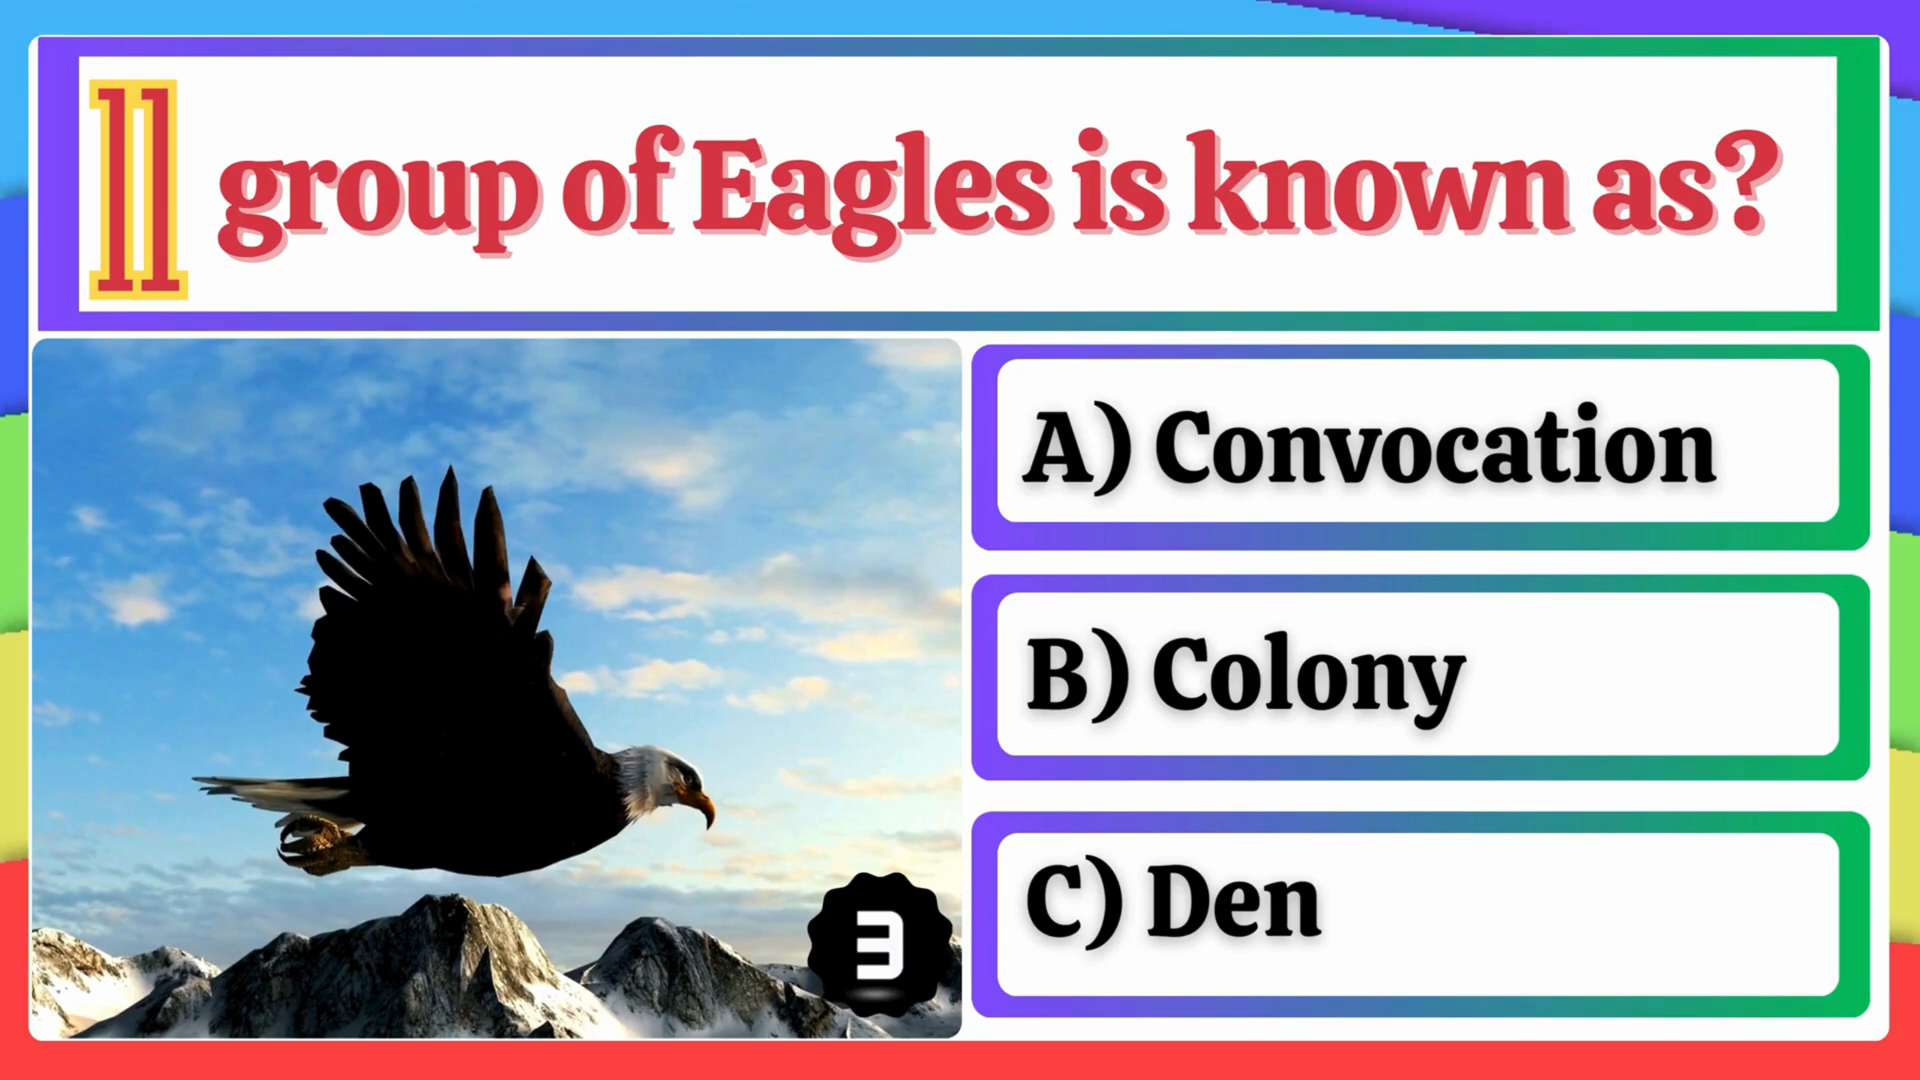 11 group of Eagles is known as?
A) Convocation
B) Colony
C) Den
3